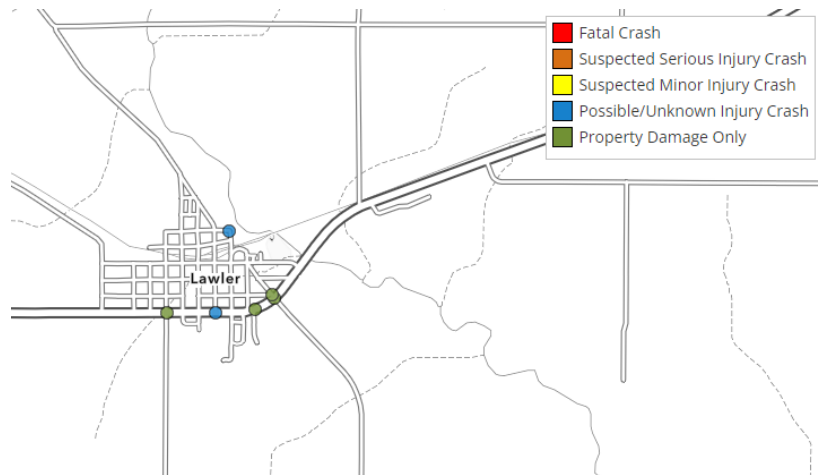 Fatal Crash
Suspected Serious Injury Crash
Suspected Minor Injury Crash
Possible/Unknown Injury Crash
Property Damage Only
Lawler